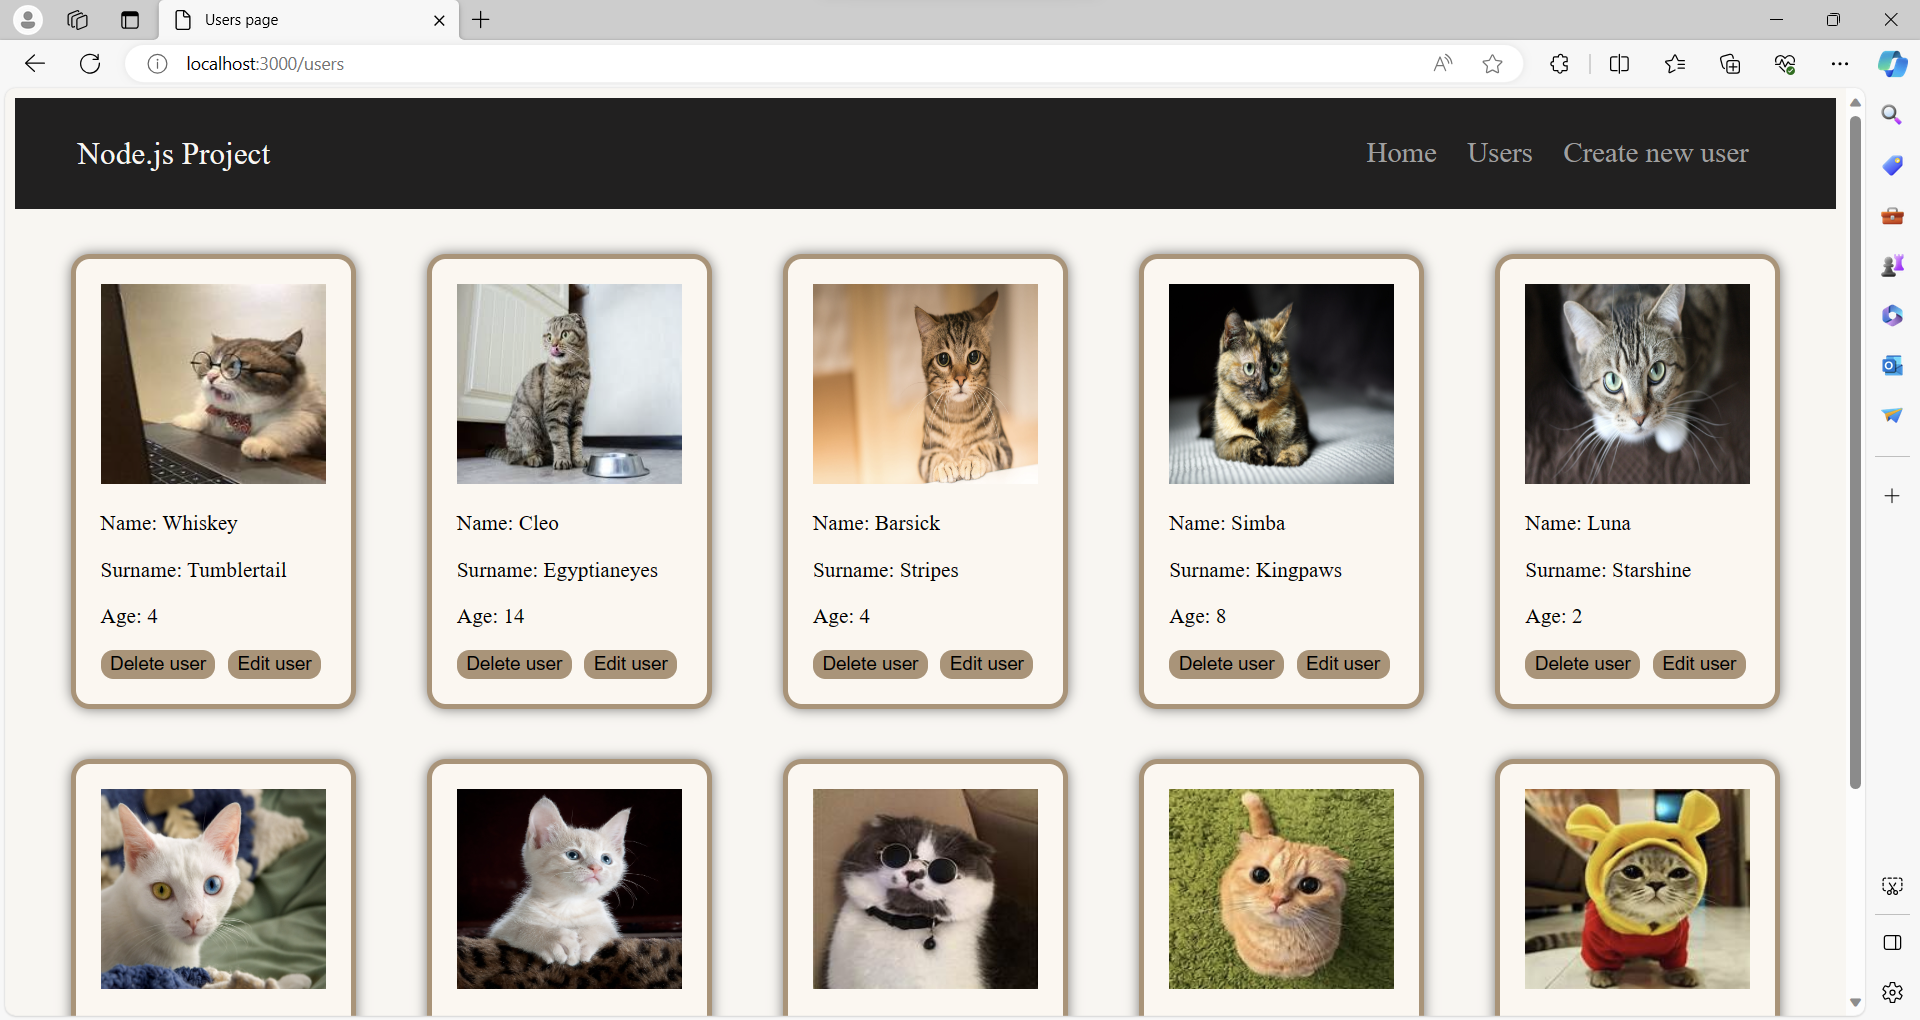 Users page
localhost:3000/users
Node.js Project
Home Users Create new user
Name: Whiskey
Surname: Tumblertail
Age: 4
Delete user Edit user
Name: Cleo
Surname: Egyptianeyes
Age: 14
Delete user Edit user
Name: Barsick
Surname: Stripes
Age: 4
Delete user Edit user
Name: Simba
Surname: Kingpaws
Age: 8
Delete user Edit user
Name: Luna
Surname: Starshine
Age: 2
Delete user Edit user